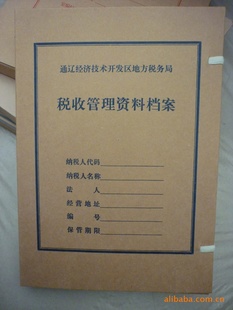 通辽经济技术开发区地方税务局
税收管理资料档案
纳税人代码
纳税人名称
法 人
经营地址
编 号
保管期限
alibaba.com.cn